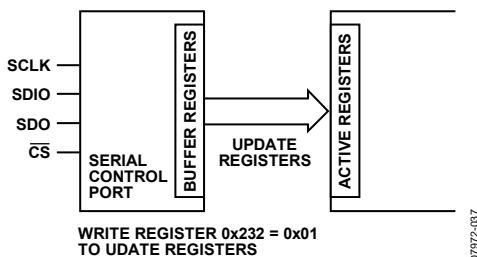 SCLK
SDIO
SDO
CS
SERIAL
CONTROL
PORT
BUFFER REGISTERS
UPDATE
REGISTERS
ACTIVE REGISTERS
WRITE REGISTER 0x232 = 0x01
TO UDATE REGISTERS
07972-037